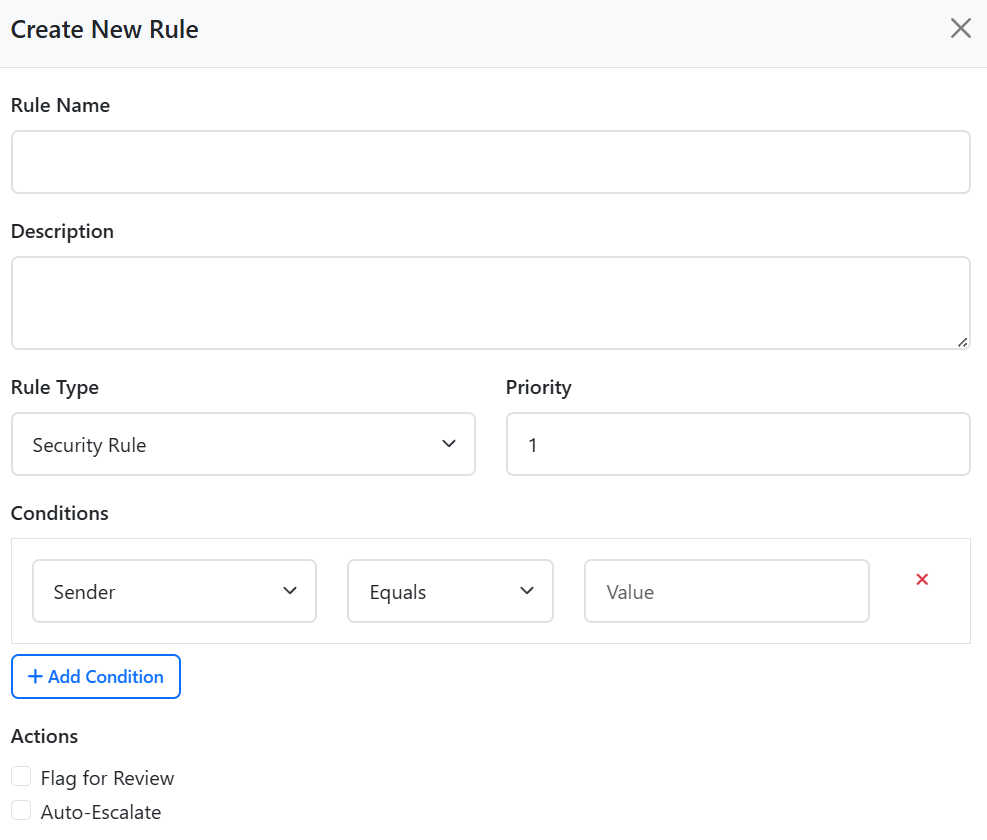 Create New Rule
Rule Name
Description
Rule Type Priority
Security Rule 1
Conditions
Sender Equals Value
+ Add Condition
Actions
Flag for Review
Auto-Escalate